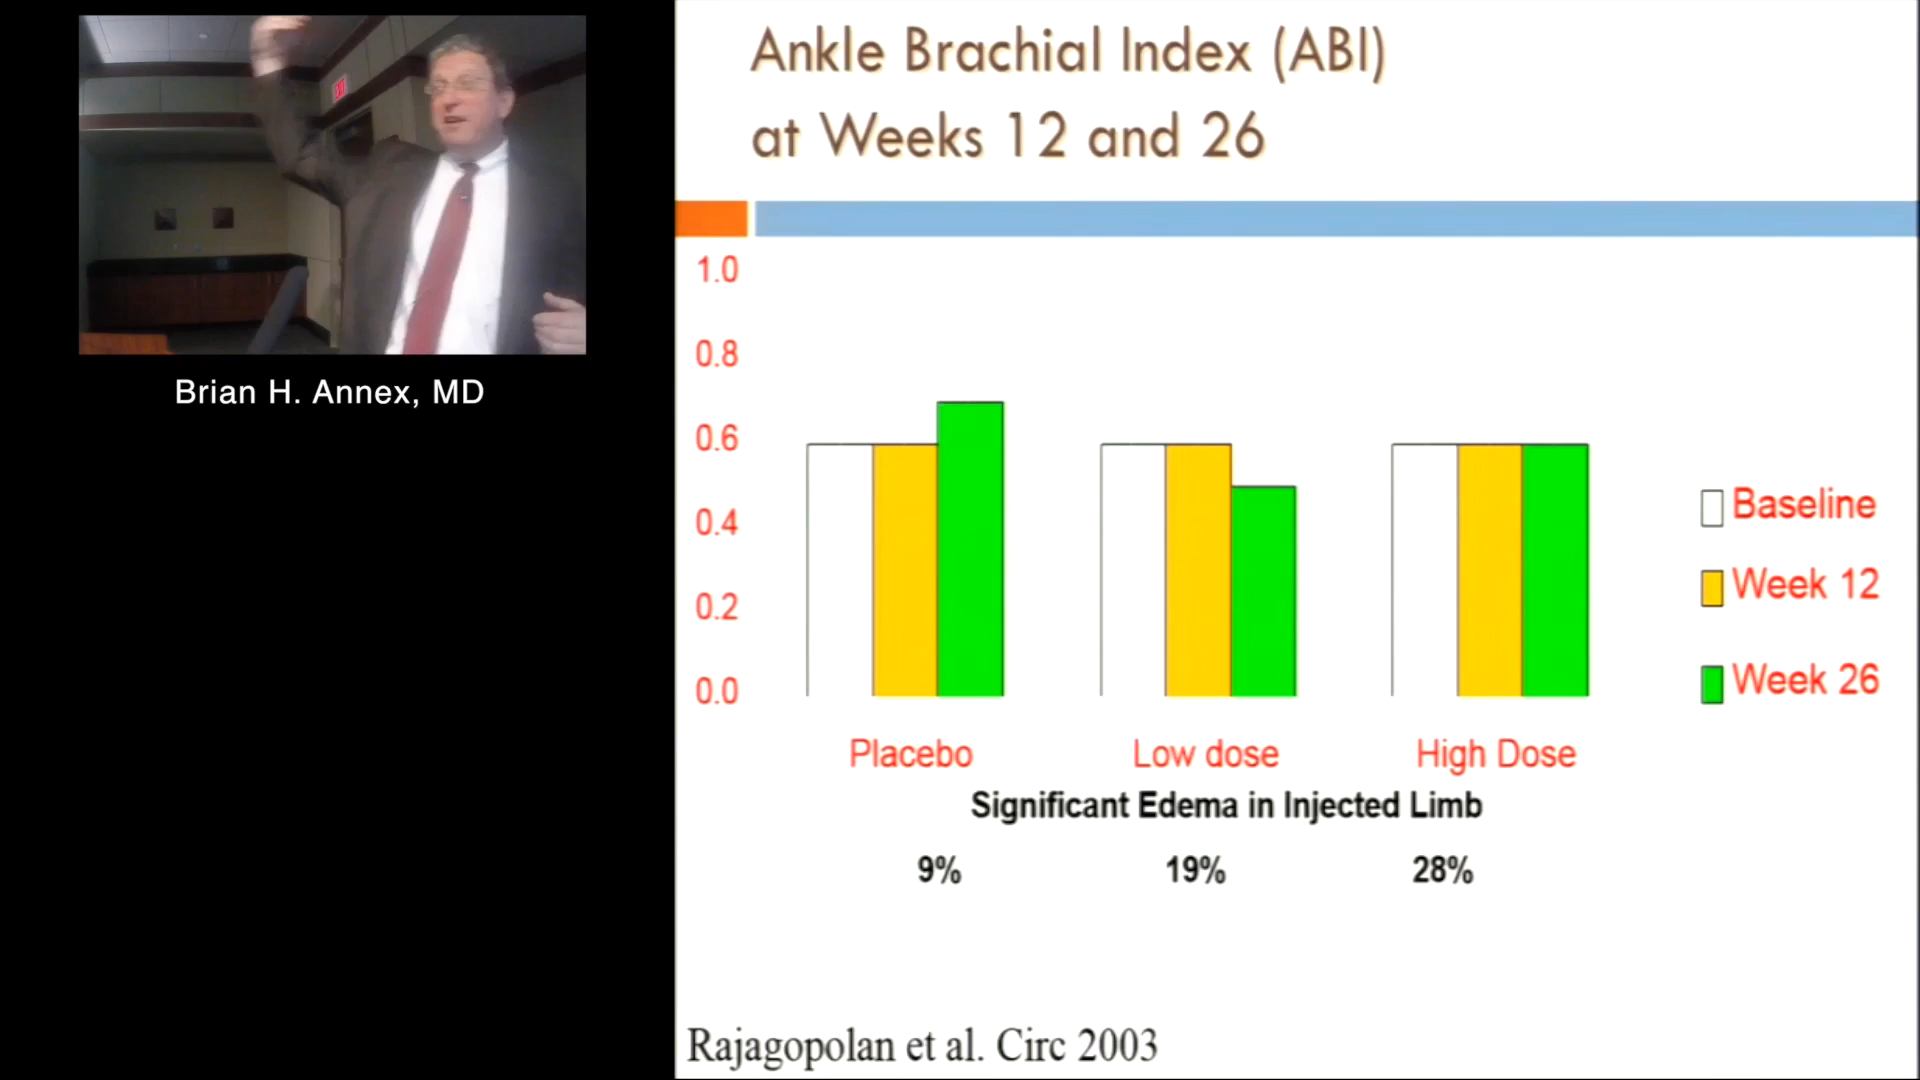 Brian H. Annex, MD
Ankle Brachial Index (ABI)
at Weeks 12 and 26
1.0
0.8
0.6
0.4
0.2
0.0
Baseline
Week 12
Week 26
Placebo
Low dose
High Dose
Significant Edema in Injected Limb
9%
19%
28%
Rajagopolan et al. Circ 2003